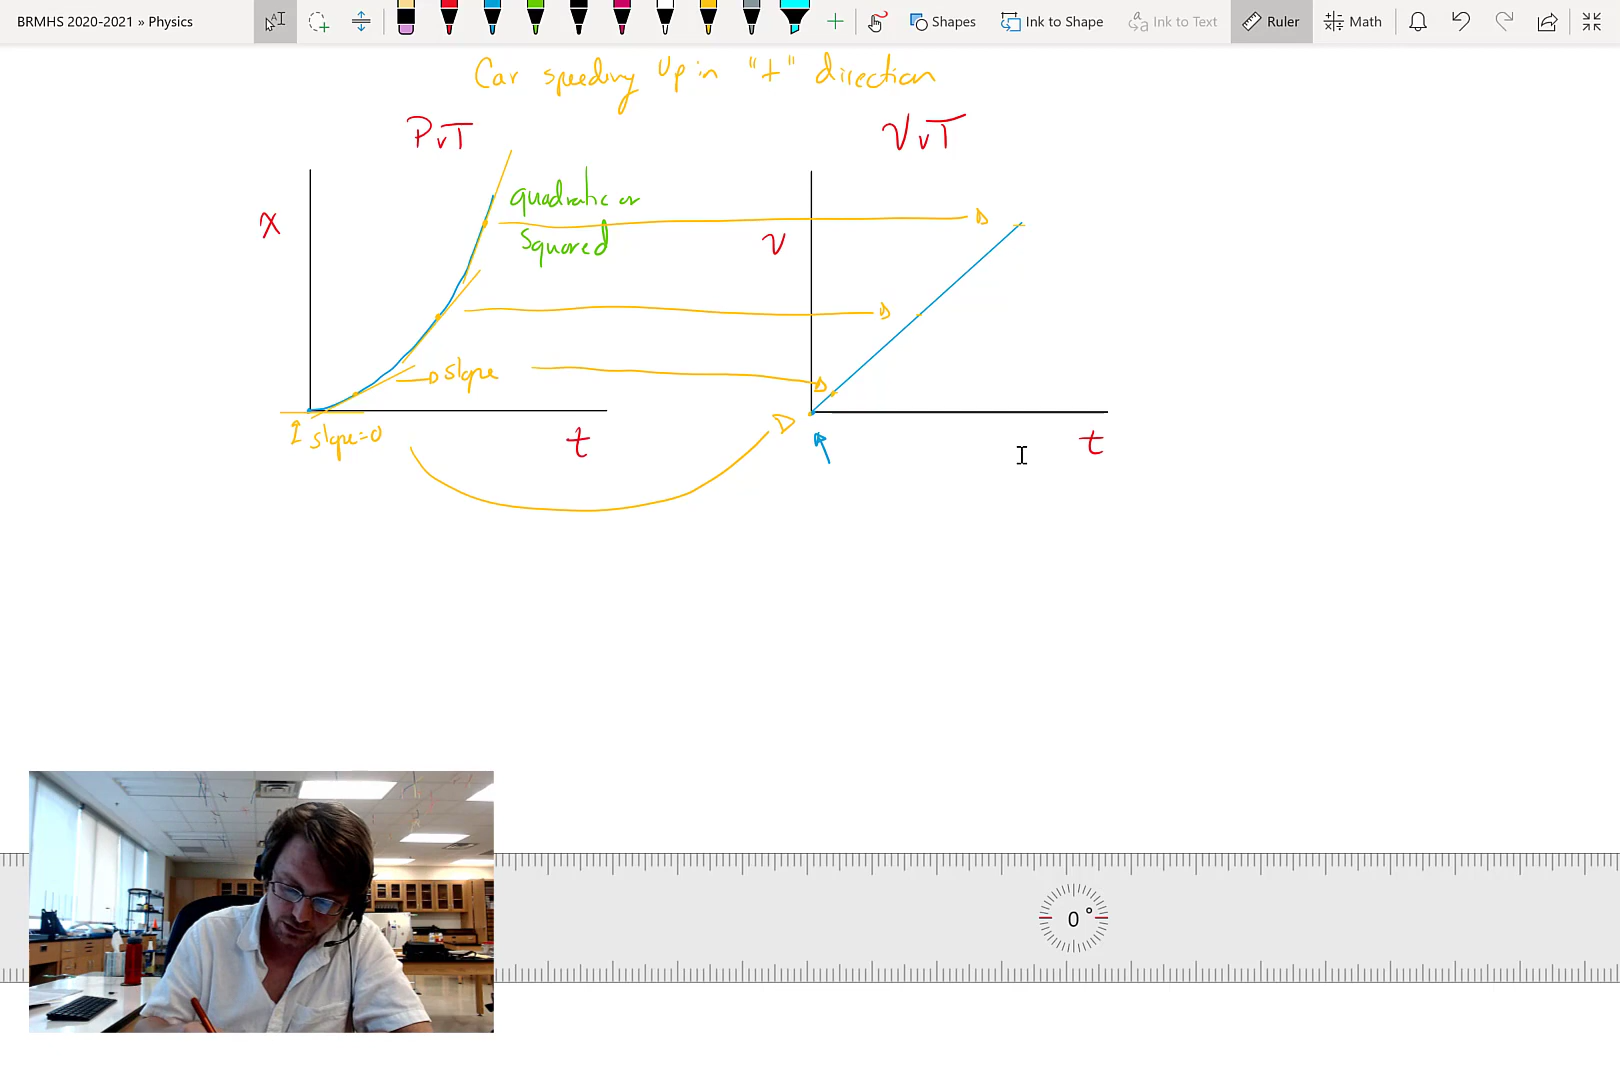 BRMHS 2020-2021 » Physics
Shapes
Ink to Shape
Ink to Text
Ruler
Math
Car speeding up in "+" direction
PvT
VvT
x
quadratic or
squared
v
slope
slope=0
t
t
0°